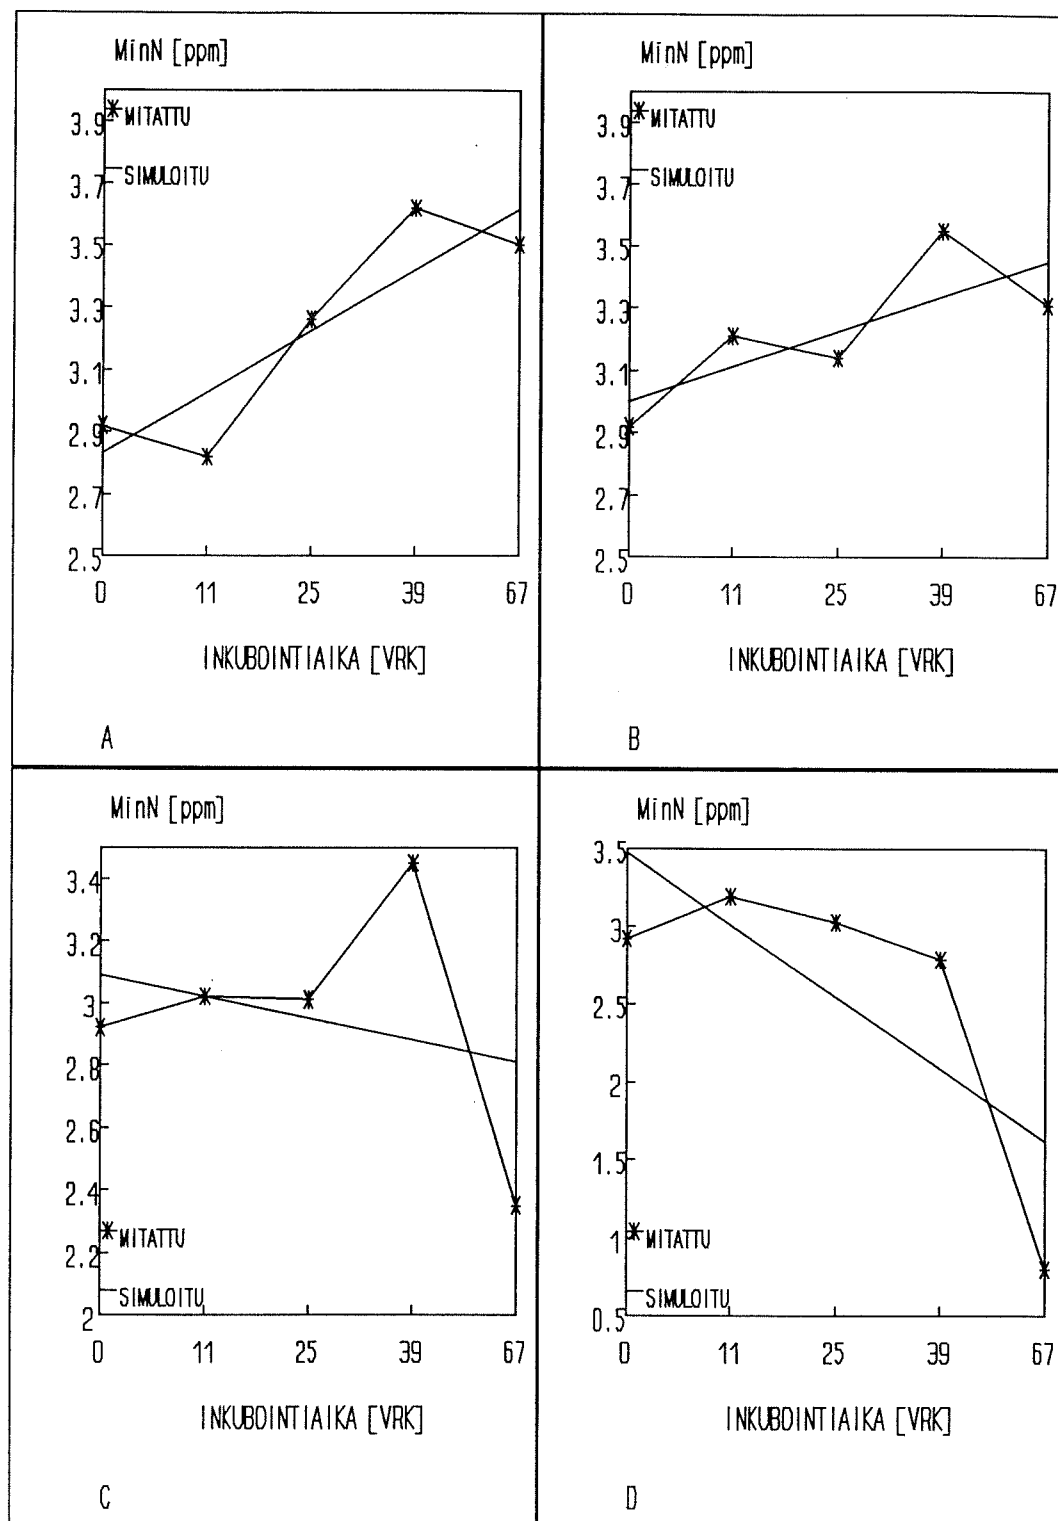 MinN [ppm]
3.9
MITATTU
3.7
SIMULOITU
3.5
3.3
3.1
2.9
2.7
2.5
0 11 25 39 67
INKUBOINTIAIKA [VRK]
A
MinN [ppm]
3.9
MITATTU
3.7
SIMULOITU
3.5
3.3
3.1
2.9
2.7
2.5
0 11 25 39 67
INKUBOINTIAIKA [VRK]
B
MinN [ppm]
3.4
3.2
3
2.8
2.6
2.4
MITATTU
2.2
SIMULOITU
2
0 11 25 39 67
INKUBOINTIAIKA [VRK]
C
MinN [ppm]
3.5
3
2.5
2
1.5
1
MITATTU
SIMULOITU
0.5
0 11 25 39 67
INKUBOINTIAIKA [VRK]
D